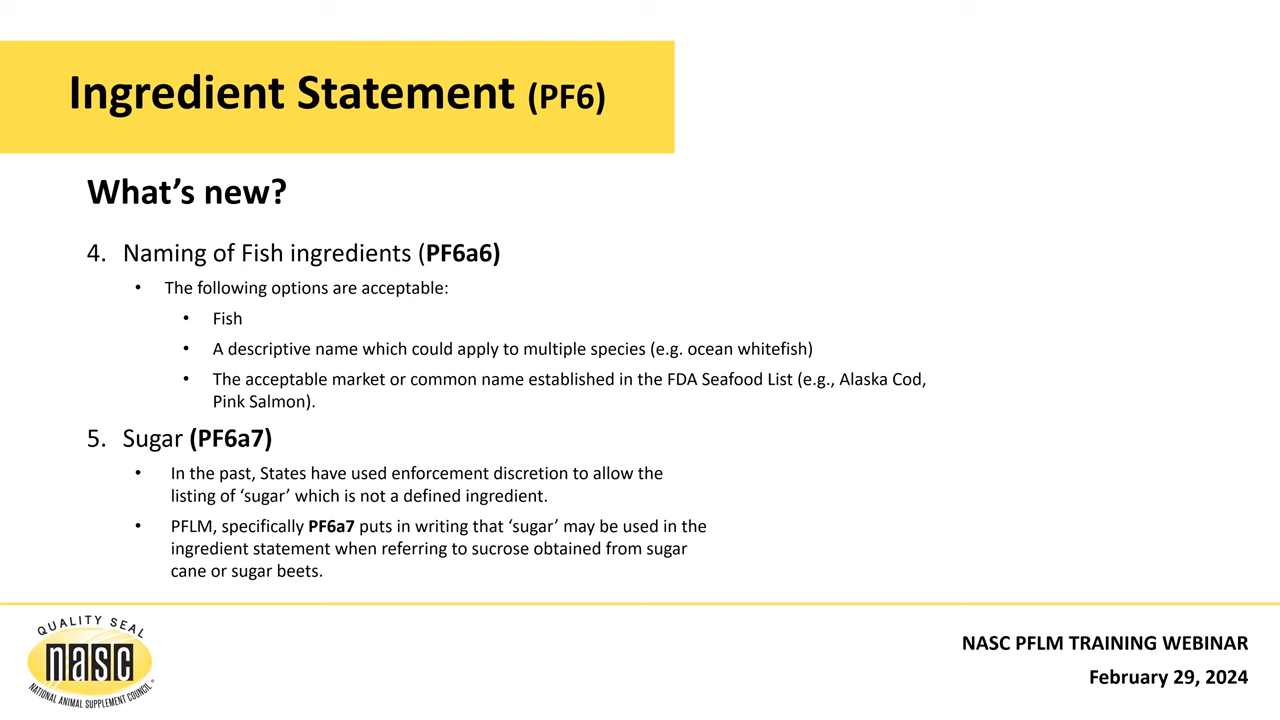 Ingredient Statement (PF6)
What’s new?
4. Naming of Fish ingredients (PF6a6)
• The following options are acceptable:
• Fish
• A descriptive name which could apply to multiple species (e.g. ocean whitefish)
• The acceptable market or common name established in the FDA Seafood List (e.g., Alaska Cod,
Pink Salmon).
5. Sugar (PF6a7)
• In the past, States have used enforcement discretion to allow the
listing of ‘sugar’ which is not a defined ingredient.
• PFLM, specifically PF6a7 puts in writing that ‘sugar’ may be used in the
ingredient statement when referring to sucrose obtained from sugar
cane or sugar beets.
QUALITY SEAL
nasc
NATIONAL ANIMAL SUPPLEMENT COUNCIL®
NASC PFLM TRAINING WEBINAR
February 29, 2024